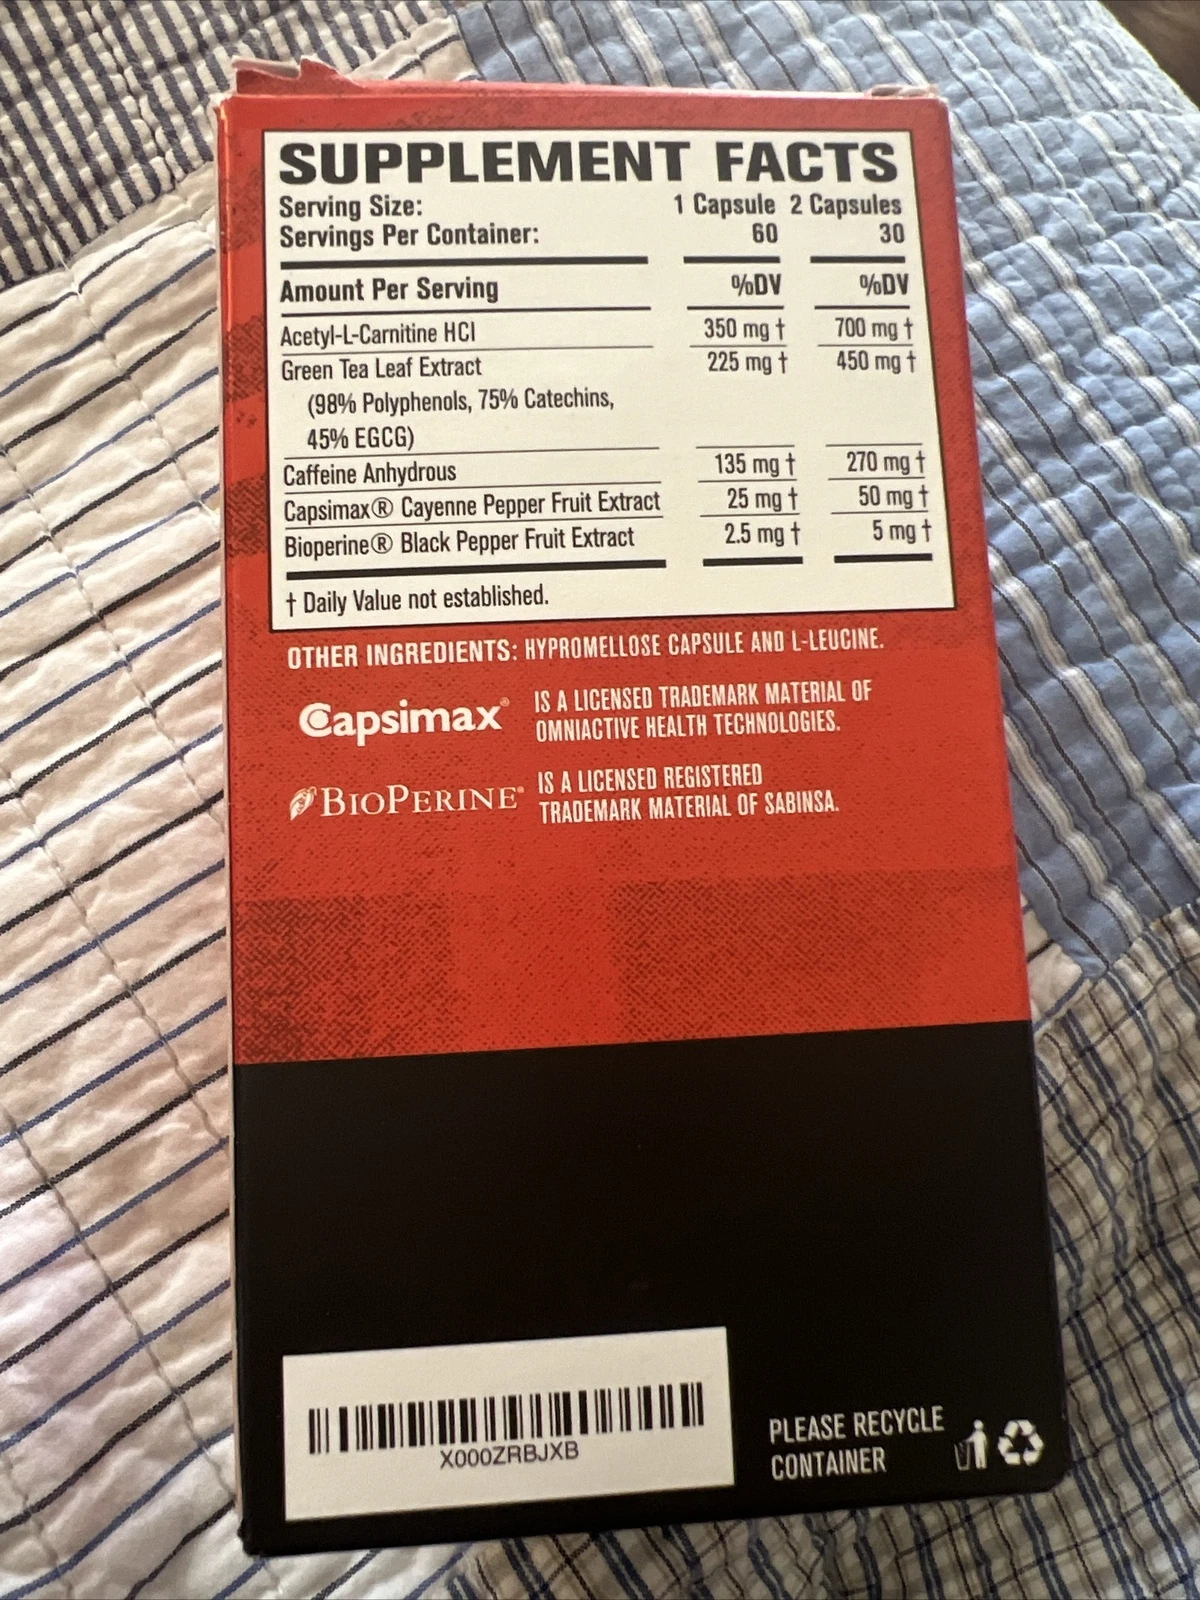 SUPPLEMENT FACTS
Serving Size: 1 Capsule 2 Capsules
Servings Per Container: 60 30
Amount Per Serving %DV %DV
Acetyl-L-Carnitine HCl 350 mg † 700 mg †
Green Tea Leaf Extract 225 mg † 450 mg †
(98% Polyphenols, 75% Catechins,
45% EGCG)
Caffeine Anhydrous 135 mg † 270 mg †
Capsimax® Cayenne Pepper Fruit Extract 25 mg † 50 mg †
Bioperine® Black Pepper Fruit Extract 2.5 mg † 5 mg †
† Daily Value not established.
OTHER INGREDIENTS: HYPROMELLOSE CAPSULE AND L-LEUCINE.
Capsimax® IS A LICENSED TRADEMARK MATERIAL OF
OMNIACTIVE HEALTH TECHNOLOGIES.
BIOPERINE® IS A LICENSED REGISTERED
TRADEMARK MATERIAL OF SABINSA.
X000ZRBJXB
PLEASE RECYCLE
CONTAINER